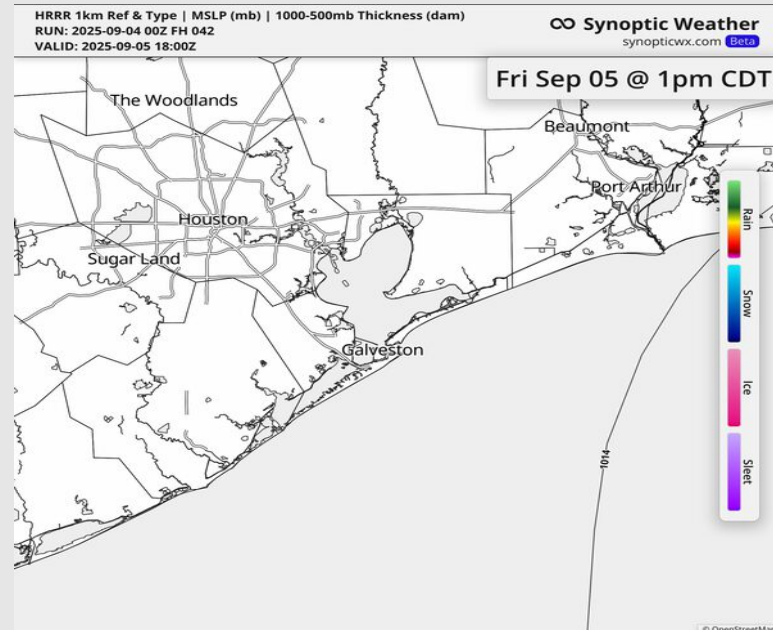 HRRR 1km Ref & Type | MSLP (mb) | 1000-500mb Thickness (dam)
RUN: 2025-09-04 00Z FH 042
VALID: 2025-09-05 18:00Z
Synoptic Weather
synopticwx.com Beta
Fri Sep 05 @ 1pm CDT
The Woodlands
Beaumont
Port Arthur
Houston
Sugar Land
Galveston
1014
Rain
Snow
Ice
Sleet